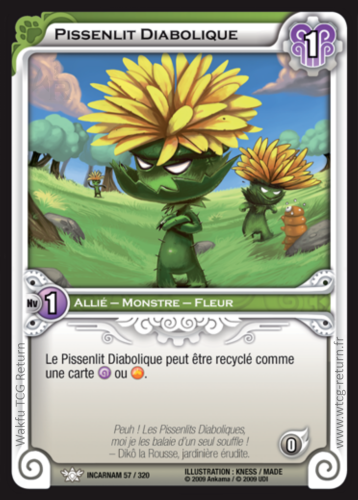 Pissenlit Diabolique
1
Nv 1
Allié – Monstre – Fleur
Le Pissenlit Diabolique peut être recyclé comme
une carte ou .
Peuh ! Les Pissenlits Diaboliques,
moi je les balaie d'un seul souffle !
– Dikô la Rousse, jardinière érudite.
0
INCARNAM 57 / 320
ILLUSTRATION : KNESS / MADE
© 2009 Ankama / © 2009 UDI
Wakfu TCG Return
www.wtcg-return.fr